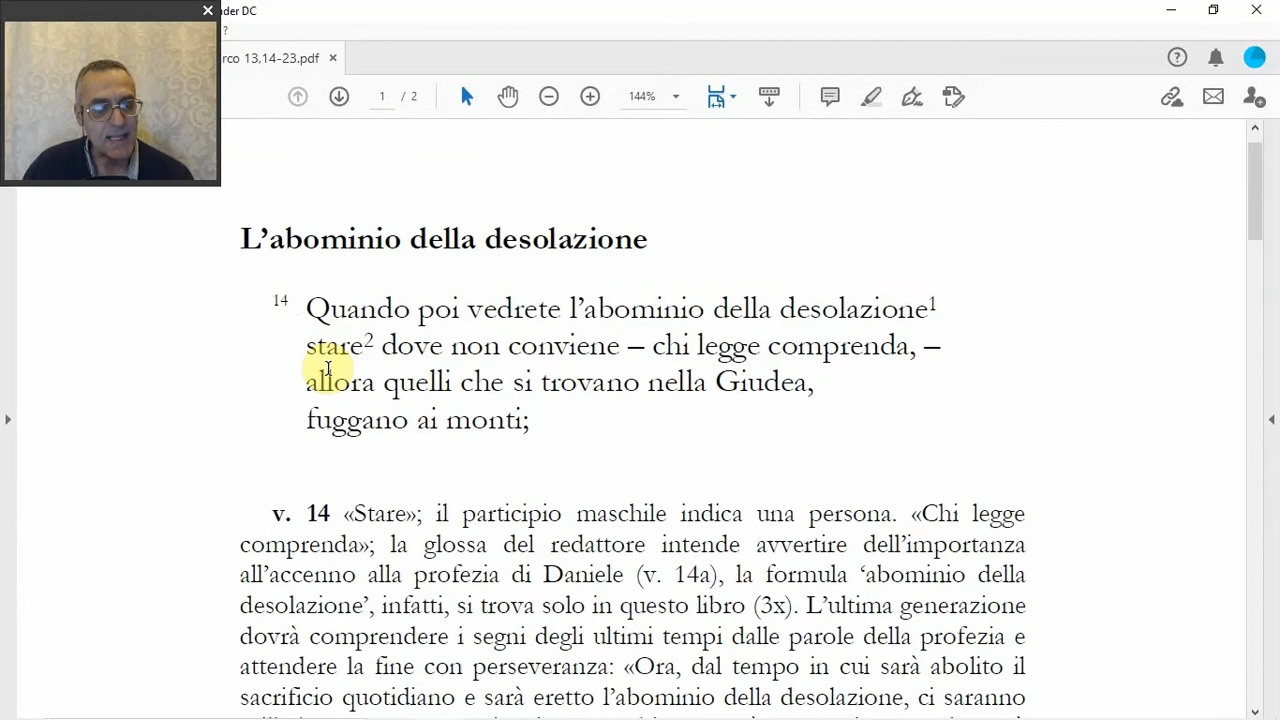 der DC
?
rco 13,14-23.pdf ×
1 / 2 144%
L’abominio della desolazione
14 Quando poi vedrete l’abominio della desolazione1
stare2 dove non conviene – chi legge comprenda, –
allora quelli che si trovano nella Giudea,
fuggano ai monti;
v. 14 «Stare»; il participio maschile indica una persona. «Chi legge
comprenda»; la glossa del redattore intende avvertire dell’importanza
all’accenno alla profezia di Daniele (v. 14a), la formula ‘abominio della
desolazione’, infatti, si trova solo in questo libro (3x). L’ultima generazione
dovrà comprendere i segni degli ultimi tempi dalle parole della profezia e
attendere la fine con perseveranza: «Ora, dal tempo in cui sarà abolito il
sacrificio quotidiano e sarà eretto l’abominio della desolazione, ci saranno